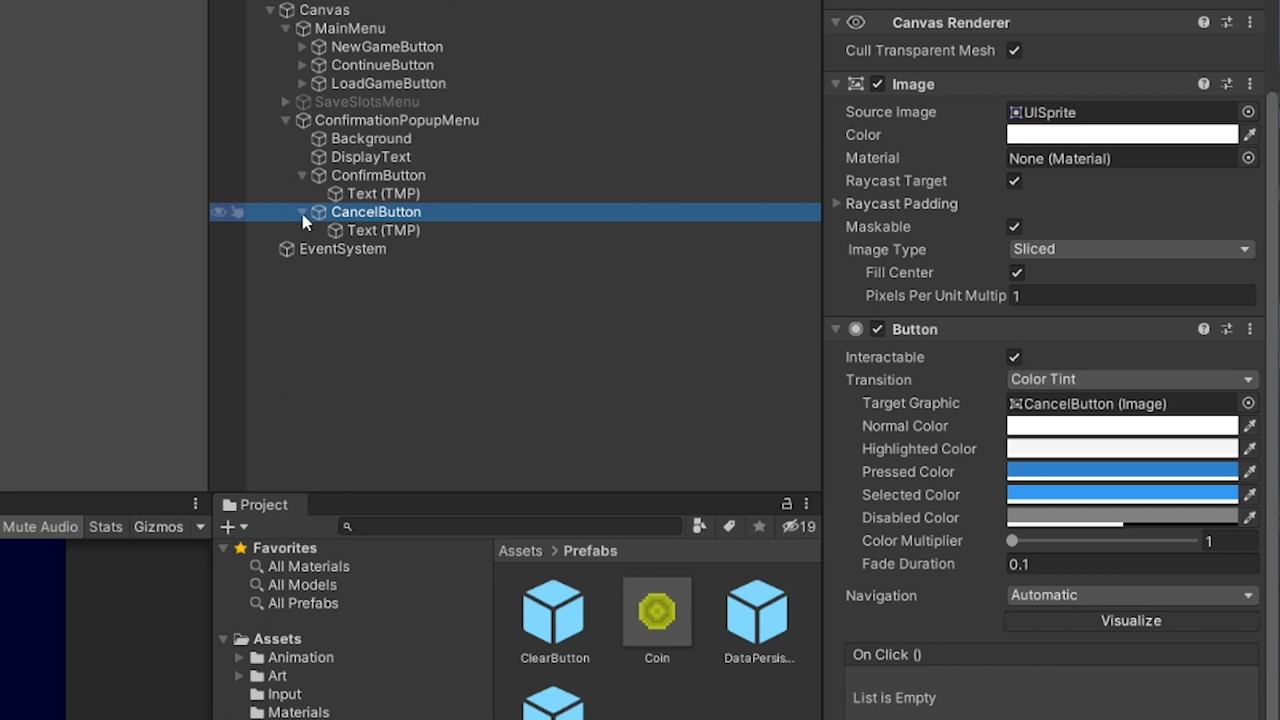 Canvas
MainMenu
NewGameButton
ContinueButton
LoadGameButton
SaveSlotsMenu
ConfirmationPopupMenu
Background
DisplayText
ConfirmButton
Text (TMP)
CancelButton
Text (TMP)
EventSystem
Canvas Renderer
Cull Transparent Mesh
Image
Source Image UISprite
Color
Material None (Material)
Raycast Target
Raycast Padding
Maskable
Image Type Sliced
Fill Center
Pixels Per Unit Multip 1
Button
Interactable
Transition Color Tint
Target Graphic CancelButton (Image)
Normal Color
Highlighted Color
Pressed Color
Selected Color
Disabled Color
Color Multiplier 1
Fade Duration 0.1
Navigation Automatic
Visualize
On Click ()
List is Empty
Mute Audio Stats Gizmos
Project
19
Favorites
All Materials
All Models
All Prefabs
Assets
Animation
Art
Input
Materials
Assets > Prefabs
ClearButton Coin DataPersis...